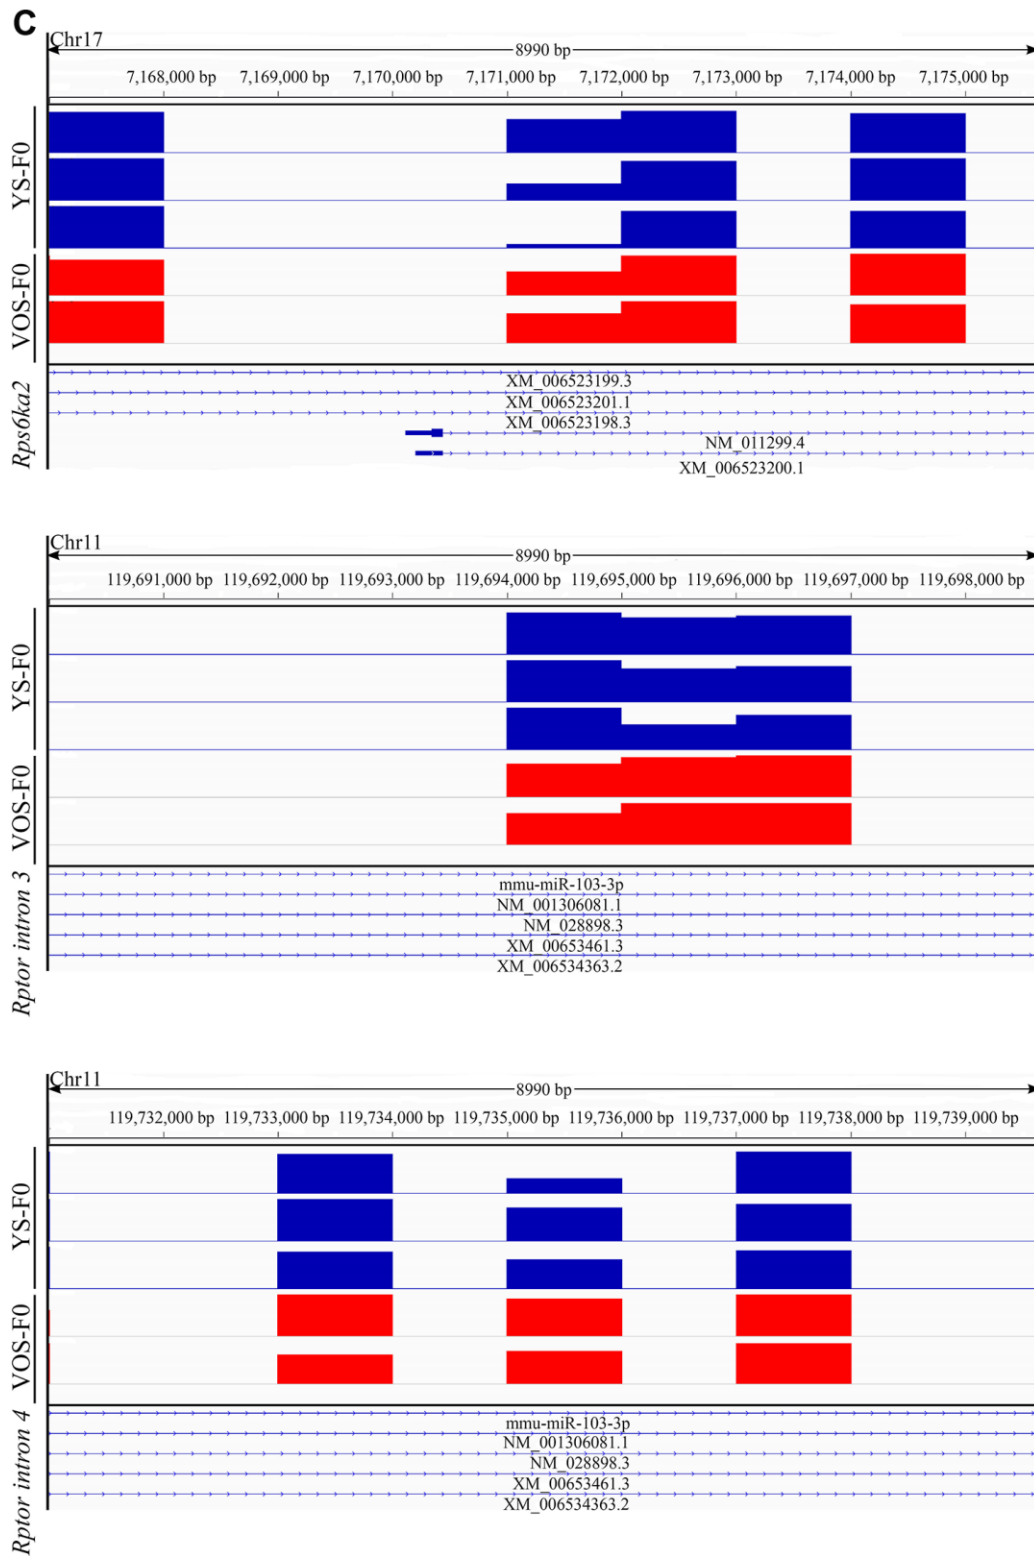 C
Chr17
8990 bp
7,168,000 bp 7,169,000 bp 7,170,000 bp 7,171,000 bp 7,172,000 bp 7,173,000 bp 7,174,000 bp 7,175,000 bp
YS-F0
VOS-F0
Rps6ka2
XM_006523199.3
XM_006523201.1
XM_006523198.3
NM_011299.4
XM_006523200.1
Chr11
8990 bp
119,691,000 bp 119,692,000 bp 119,693,000 bp 119,694,000 bp 119,695,000 bp 119,696,000 bp 119,697,000 bp 119,698,000 bp
YS-F0
VOS-F0
Rptor intron 3
mmu-miR-103-3p
NM_001306081.1
NM_028898.3
XM_00653461.3
XM_006534363.2
Chr11
8990 bp
119,732,000 bp 119,733,000 bp 119,734,000 bp 119,735,000 bp 119,736,000 bp 119,737,000 bp 119,738,000 bp 119,739,000 bp
YS-F0
VOS-F0
Rptor intron 4
mmu-miR-103-3p
NM_001306081.1
NM_028898.3
XM_00653461.3
XM_006534363.2